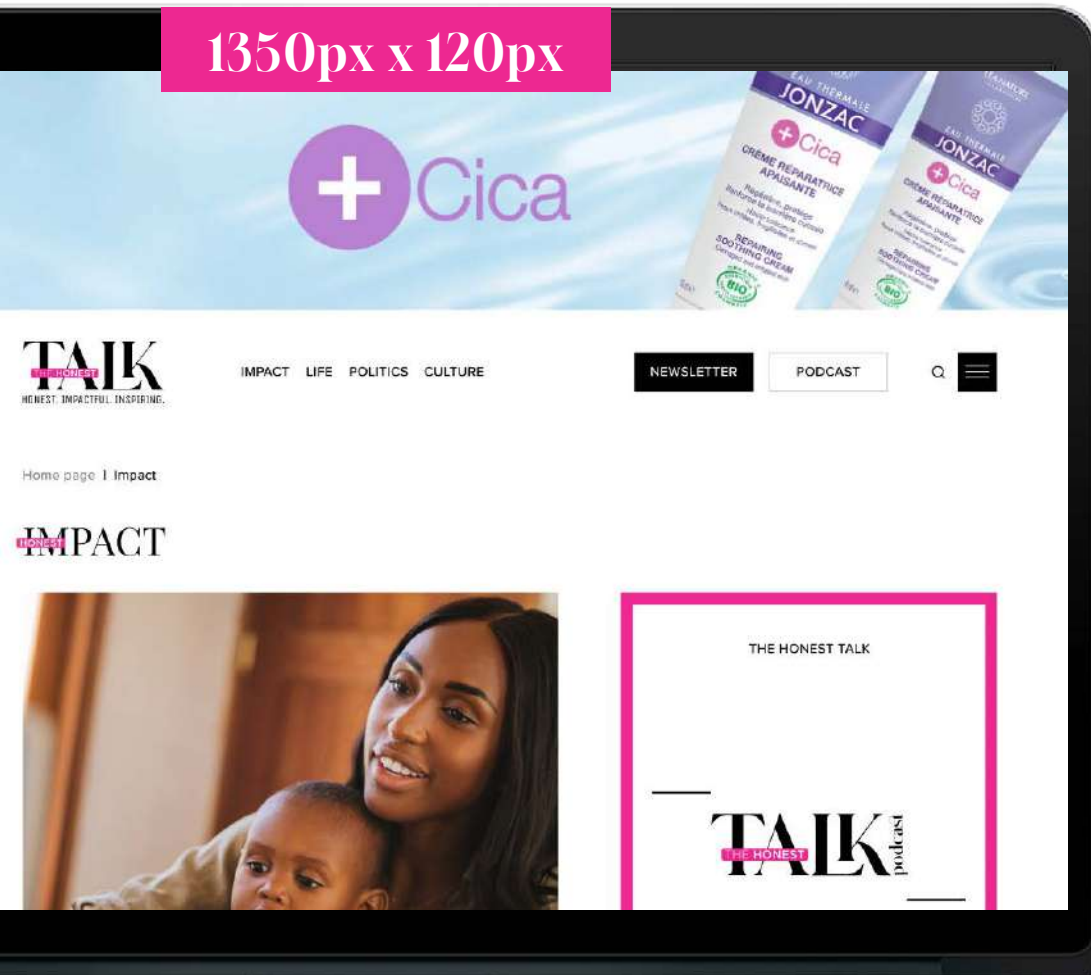 1350px x 120px
+ Cica
EAU THERMALE
JONZAC
+ Cica
CRÈME RÉPARATRICE
APAISANTE
REPAIRING
SOOTHING CREAM
BIO
EAU THERMALE
JONZAC
+ Cica
CRÈME RÉPARATRICE
APAISANTE
REPAIRING
SOOTHING CREAM
BIO
TALK
THE HONEST
HONEST. IMPACTFUL. INSPIRING.
IMPACT LIFE POLITICS CULTURE
NEWSLETTER
PODCAST
Home page | Impact
IMPACT
HONEST
THE HONEST TALK
TALK podcast
THE HONEST